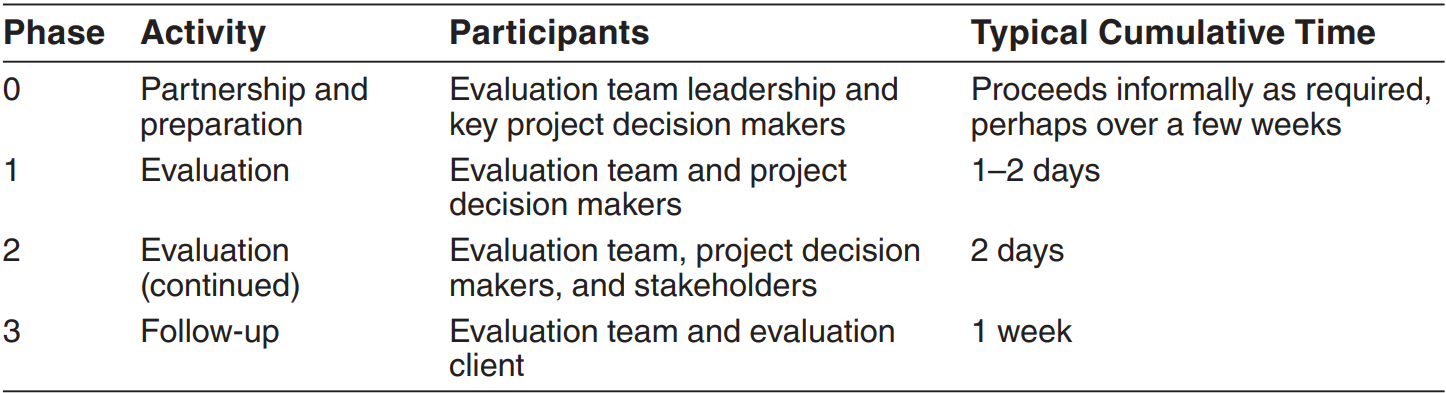 Phase Activity Participants Typical Cumulative Time
0 Partnership and Evaluation team leadership and Proceeds informally as required,
preparation key project decision makers perhaps over a few weeks
1 Evaluation Evaluation team and project 1–2 days
decision makers
2 Evaluation Evaluation team, project decision 2 days
(continued) makers, and stakeholders
3 Follow-up Evaluation team and evaluation 1 week
client